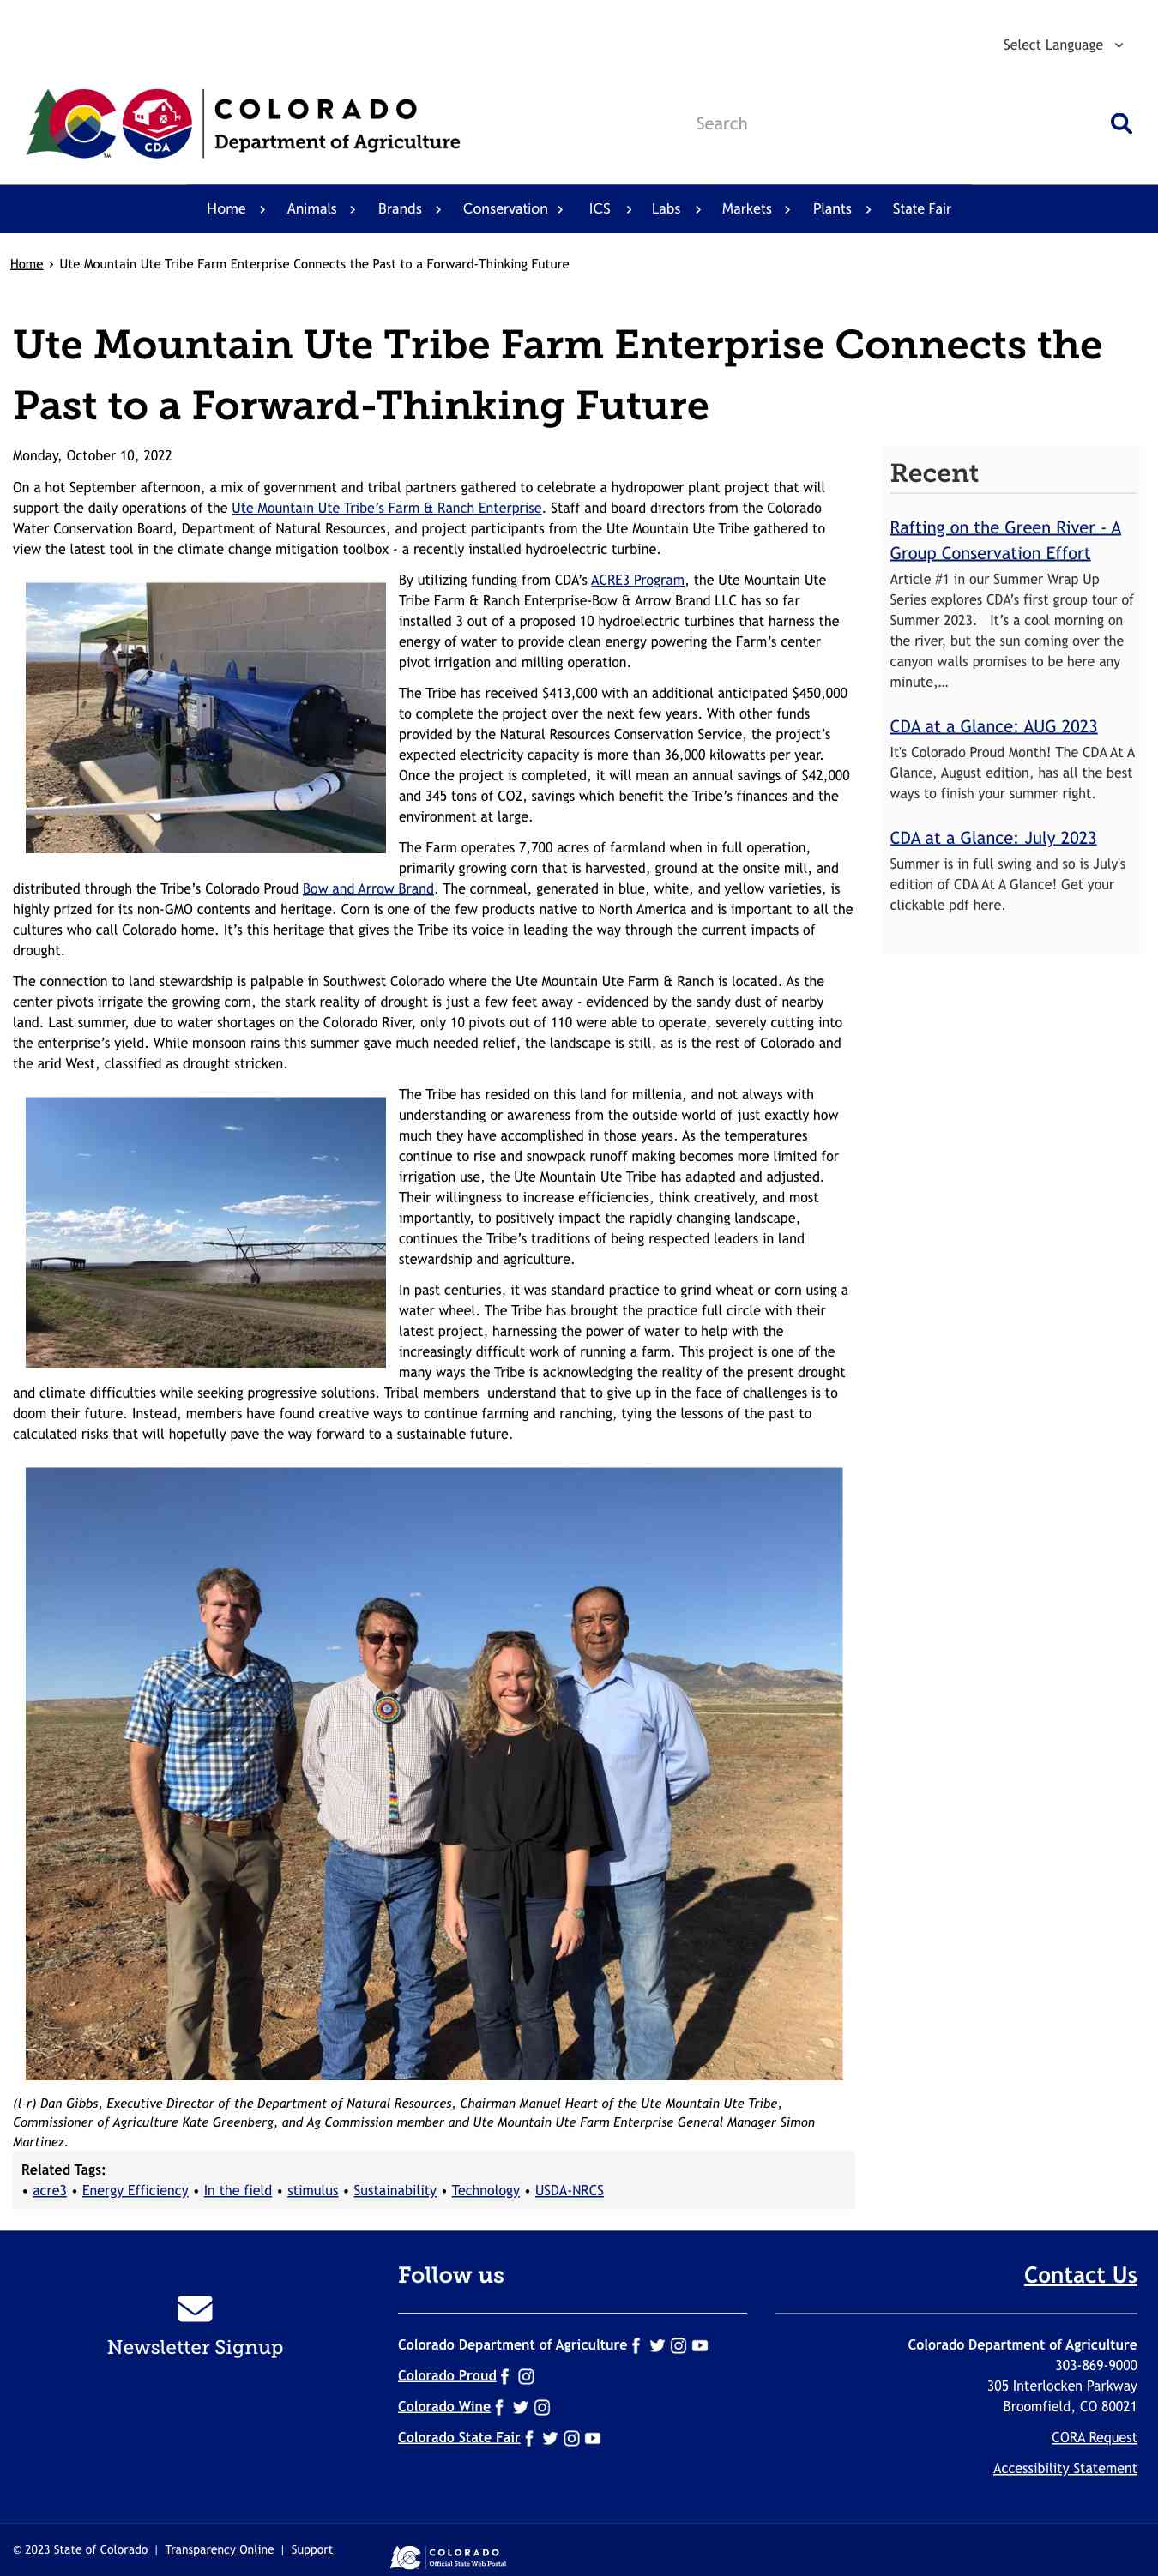 Select Language
COLORADO
Department of Agriculture
CDA
TM
Search
Home Animals Brands Conservation ICS Labs Markets Plants State Fair
Home › Ute Mountain Ute Tribe Farm Enterprise Connects the Past to a Forward-Thinking Future
Ute Mountain Ute Tribe Farm Enterprise Connects the
Past to a Forward-Thinking Future
Monday, October 10, 2022
On a hot September afternoon, a mix of government and tribal partners gathered to celebrate a hydropower plant project that will
support the daily operations of the Ute Mountain Ute Tribe’s Farm & Ranch Enterprise. Staff and board directors from the Colorado
Water Conservation Board, Department of Natural Resources, and project participants from the Ute Mountain Ute Tribe gathered to
view the latest tool in the climate change mitigation toolbox - a recently installed hydroelectric turbine.
By utilizing funding from CDA’s ACRE3 Program, the Ute Mountain Ute
Tribe Farm & Ranch Enterprise-Bow & Arrow Brand LLC has so far
installed 3 out of a proposed 10 hydroelectric turbines that harness the
energy of water to provide clean energy powering the Farm’s center
pivot irrigation and milling operation.
The Tribe has received $413,000 with an additional anticipated $450,000
to complete the project over the next few years. With other funds
provided by the Natural Resources Conservation Service, the project’s
expected electricity capacity is more than 36,000 kilowatts per year.
Once the project is completed, it will mean an annual savings of $42,000
and 345 tons of CO2, savings which benefit the Tribe’s finances and the
environment at large.
The Farm operates 7,700 acres of farmland when in full operation,
primarily growing corn that is harvested, ground at the onsite mill, and
distributed through the Tribe’s Colorado Proud Bow and Arrow Brand. The cornmeal, generated in blue, white, and yellow varieties, is
highly prized for its non-GMO contents and heritage. Corn is one of the few products native to North America and is important to all the
cultures who call Colorado home. It’s this heritage that gives the Tribe its voice in leading the way through the current impacts of
drought.
The connection to land stewardship is palpable in Southwest Colorado where the Ute Mountain Ute Farm & Ranch is located. As the
center pivots irrigate the growing corn, the stark reality of drought is just a few feet away - evidenced by the sandy dust of nearby
land. Last summer, due to water shortages on the Colorado River, only 10 pivots out of 110 were able to operate, severely cutting into
the enterprise’s yield. While monsoon rains this summer gave much needed relief, the landscape is still, as is the rest of Colorado and
the arid West, classified as drought stricken.
The Tribe has resided on this land for millenia, and not always with
understanding or awareness from the outside world of just exactly how
much they have accomplished in those years. As the temperatures
continue to rise and snowpack runoff making becomes more limited for
irrigation use, the Ute Mountain Ute Tribe has adapted and adjusted.
Their willingness to increase efficiencies, think creatively, and most
importantly, to positively impact the rapidly changing landscape,
continues the Tribe’s traditions of being respected leaders in land
stewardship and agriculture.
In past centuries, it was standard practice to grind wheat or corn using a
water wheel. The Tribe has brought the practice full circle with their
latest project, harnessing the power of water to help with the
increasingly difficult work of running a farm. This project is one of the
many ways the Tribe is acknowledging the reality of the present drought
and climate difficulties while seeking progressive solutions. Tribal members understand that to give up in the face of challenges is to
doom their future. Instead, members have found creative ways to continue farming and ranching, tying the lessons of the past to
calculated risks that will hopefully pave the way forward to a sustainable future.
(l-r) Dan Gibbs, Executive Director of the Department of Natural Resources, Chairman Manuel Heart of the Ute Mountain Ute Tribe,
Commissioner of Agriculture Kate Greenberg, and Ag Commission member and Ute Mountain Ute Farm Enterprise General Manager Simon
Martinez.
Related Tags:
• acre3 • Energy Efficiency • In the field • stimulus • Sustainability • Technology • USDA-NRCS
Recent
Rafting on the Green River - A
Group Conservation Effort
Article #1 in our Summer Wrap Up
Series explores CDA’s first group tour of
Summer 2023. It’s a cool morning on
the river, but the sun coming over the
canyon walls promises to be here any
minute,…
CDA at a Glance: AUG 2023
It's Colorado Proud Month! The CDA At A
Glance, August edition, has all the best
ways to finish your summer right.
CDA at a Glance: July 2023
Summer is in full swing and so is July's
edition of CDA At A Glance! Get your
clickable pdf here.
Newsletter Signup
Follow us
Colorado Department of Agriculture
Colorado Proud
Colorado Wine
Colorado State Fair
Contact Us
Colorado Department of Agriculture
303-869-9000
305 Interlocken Parkway
Broomfield, CO 80021
CORA Request
Accessibility Statement
© 2023 State of Colorado | Transparency Online | Support
COLORADO
Official State Web Portal